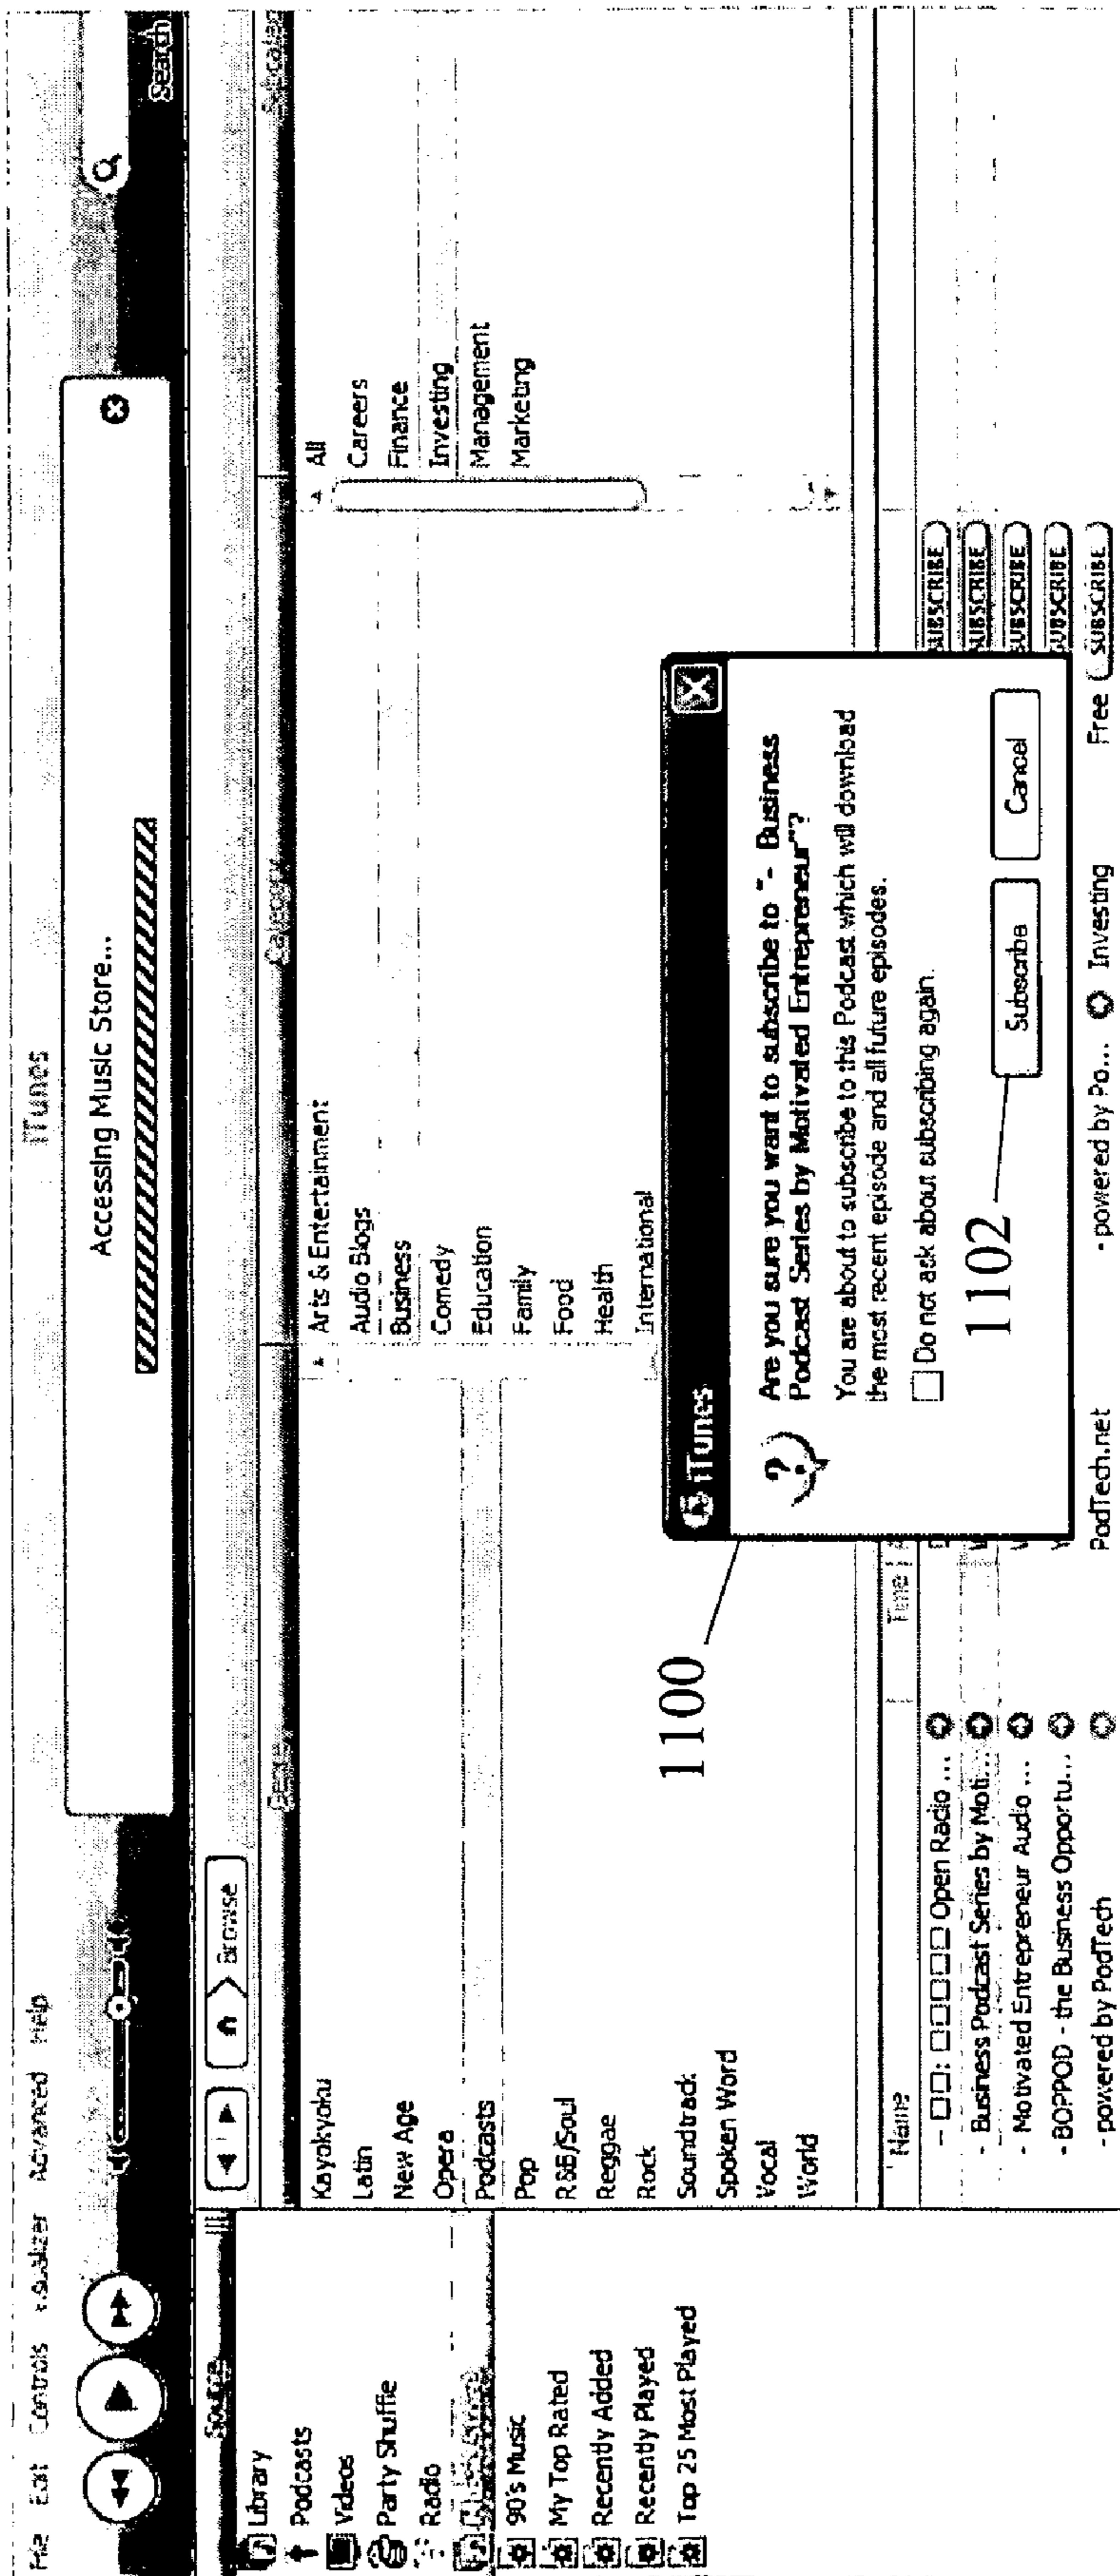 File Edit Controls Visualizer Advanced Help
iTunes
Accessing Music Store...
Search
Source
Browse
Library
Podcasts
Videos
Party Shuffle
Radio
90's Music
My Top Rated
Recently Added
Recently Played
Top 25 Most Played
Genre
Kayokyoku
Latin
New Age
Opera
Podcasts
Pop
R&B/Soul
Reggae
Rock
Soundtrack
Spoken Word
Vocal
World
Category
Arts & Entertainment
Audio Blogs
Business
Comedy
Education
Family
Food
Health
International
All
Careers
Finance
Investing
Management
Marketing
1100
iTunes
Are you sure you want to subscribe to "- Business
Podcast Series by Motivated Entrepreneur"?
You are about to subscribe to this Podcast which will download
the most recent episode and all future episodes.
Do not ask about subscribing again.
1102
Subscribe
Cancel
Name
Time
- □□: □□□□□ Open Radio ...
SUBSCRIBE
- Business Podcast Series by Moti...
SUBSCRIBE
- Motivated Entrepreneur Audio ...
SUBSCRIBE
- BOPPOD - the Business Opportu...
SUBSCRIBE
- powered by PodTech
PodTech.net
- powered by Po...
Investing
Free
SUBSCRIBE